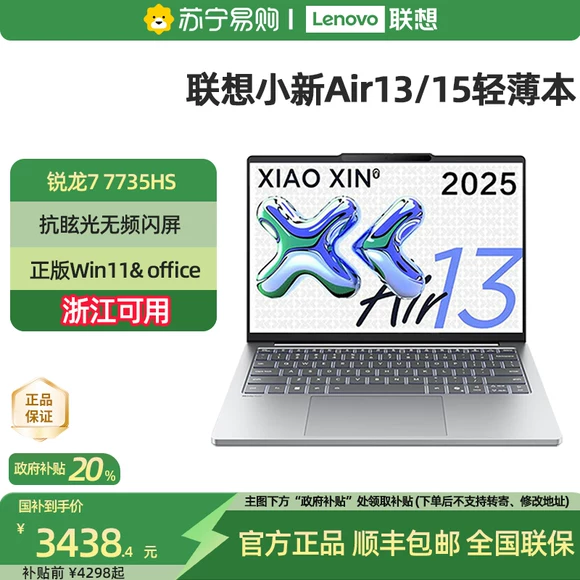 苏宁易购 Lenovo 联想
联想小新Air13/15轻薄本
锐龙7 7735HS
抗眩光无频闪屏
正版Win11& office
浙江可用
XIAO XIN
2025
Air 13
正品
保证
政府补贴 20%
国补到手价
¥3438.4 元
补贴前 ¥4298起
主图下方“政府补贴”处领取补贴 (下单后不支持转寄、修改地址)
官方正品 顺丰包邮 全国联保